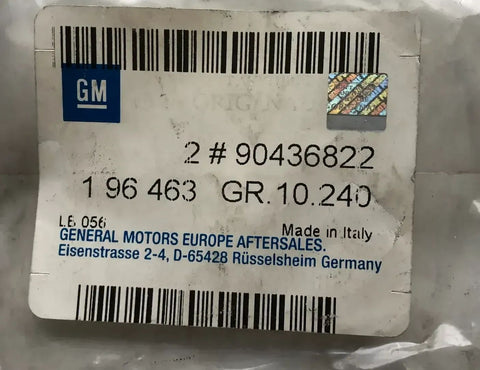 GM
ORIGIN
2 # 90436822
1 96 463 GR.10.240
LB 056 Made in Italy
GENERAL MOTORS EUROPE AFTERSALES.
Eisenstrasse 2-4, D-65428 Rüsselsheim Germany